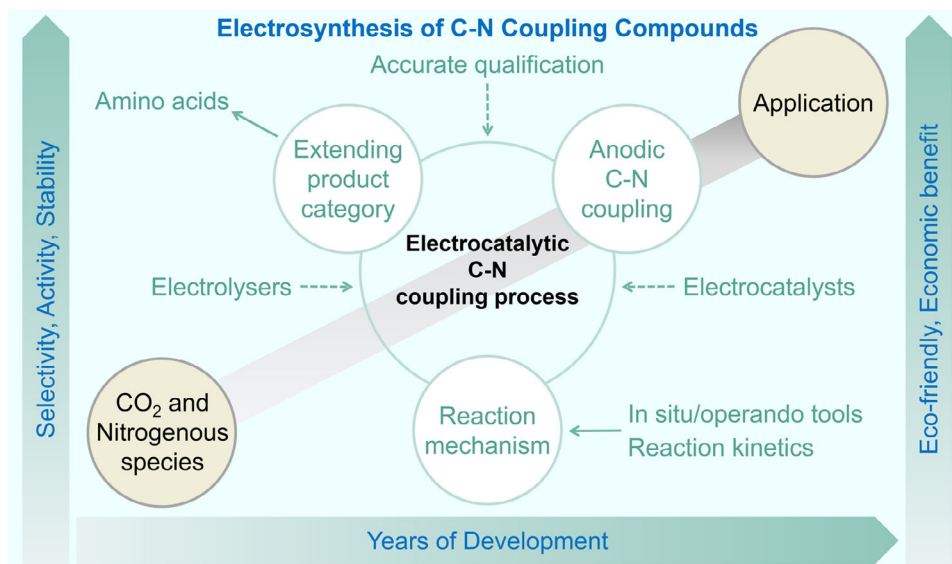 Electrosynthesis of C-N Coupling Compounds
Accurate qualification
Amino acids
Extending
product
category
Anodic
C-N
coupling
Application
Electrocatalytic
C-N
coupling process
Electrolysers
Electrocatalysts
CO₂ and
Nitrogenous
species
Reaction
mechanism
In situ/operando tools
Reaction kinetics
Selectivity, Activity, Stability
Eco-friendly, Economic benefit
Years of Development